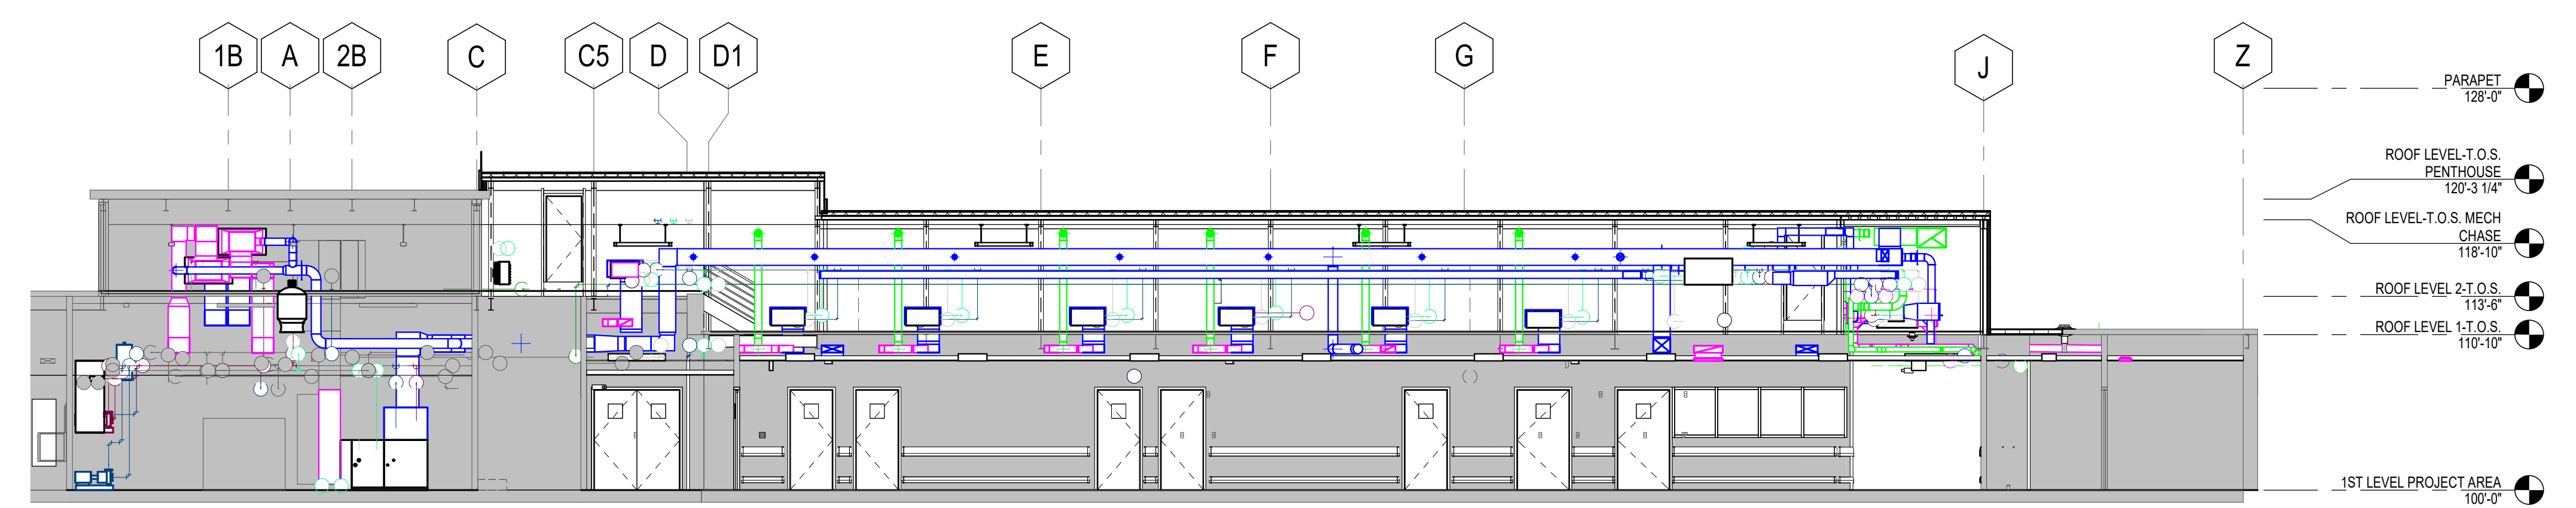 1B
A
2B
C
C5
D
D1
E
F
G
J
Z
PARAPET
128'-0"
ROOF LEVEL-T.O.S.
PENTHOUSE
120'-3 1/4"
ROOF LEVEL-T.O.S. MECH
CHASE
118'-10"
ROOF LEVEL 2-T.O.S.
113'-6"
ROOF LEVEL 1-T.O.S.
110'-10"
1ST LEVEL PROJECT AREA
100'-0"